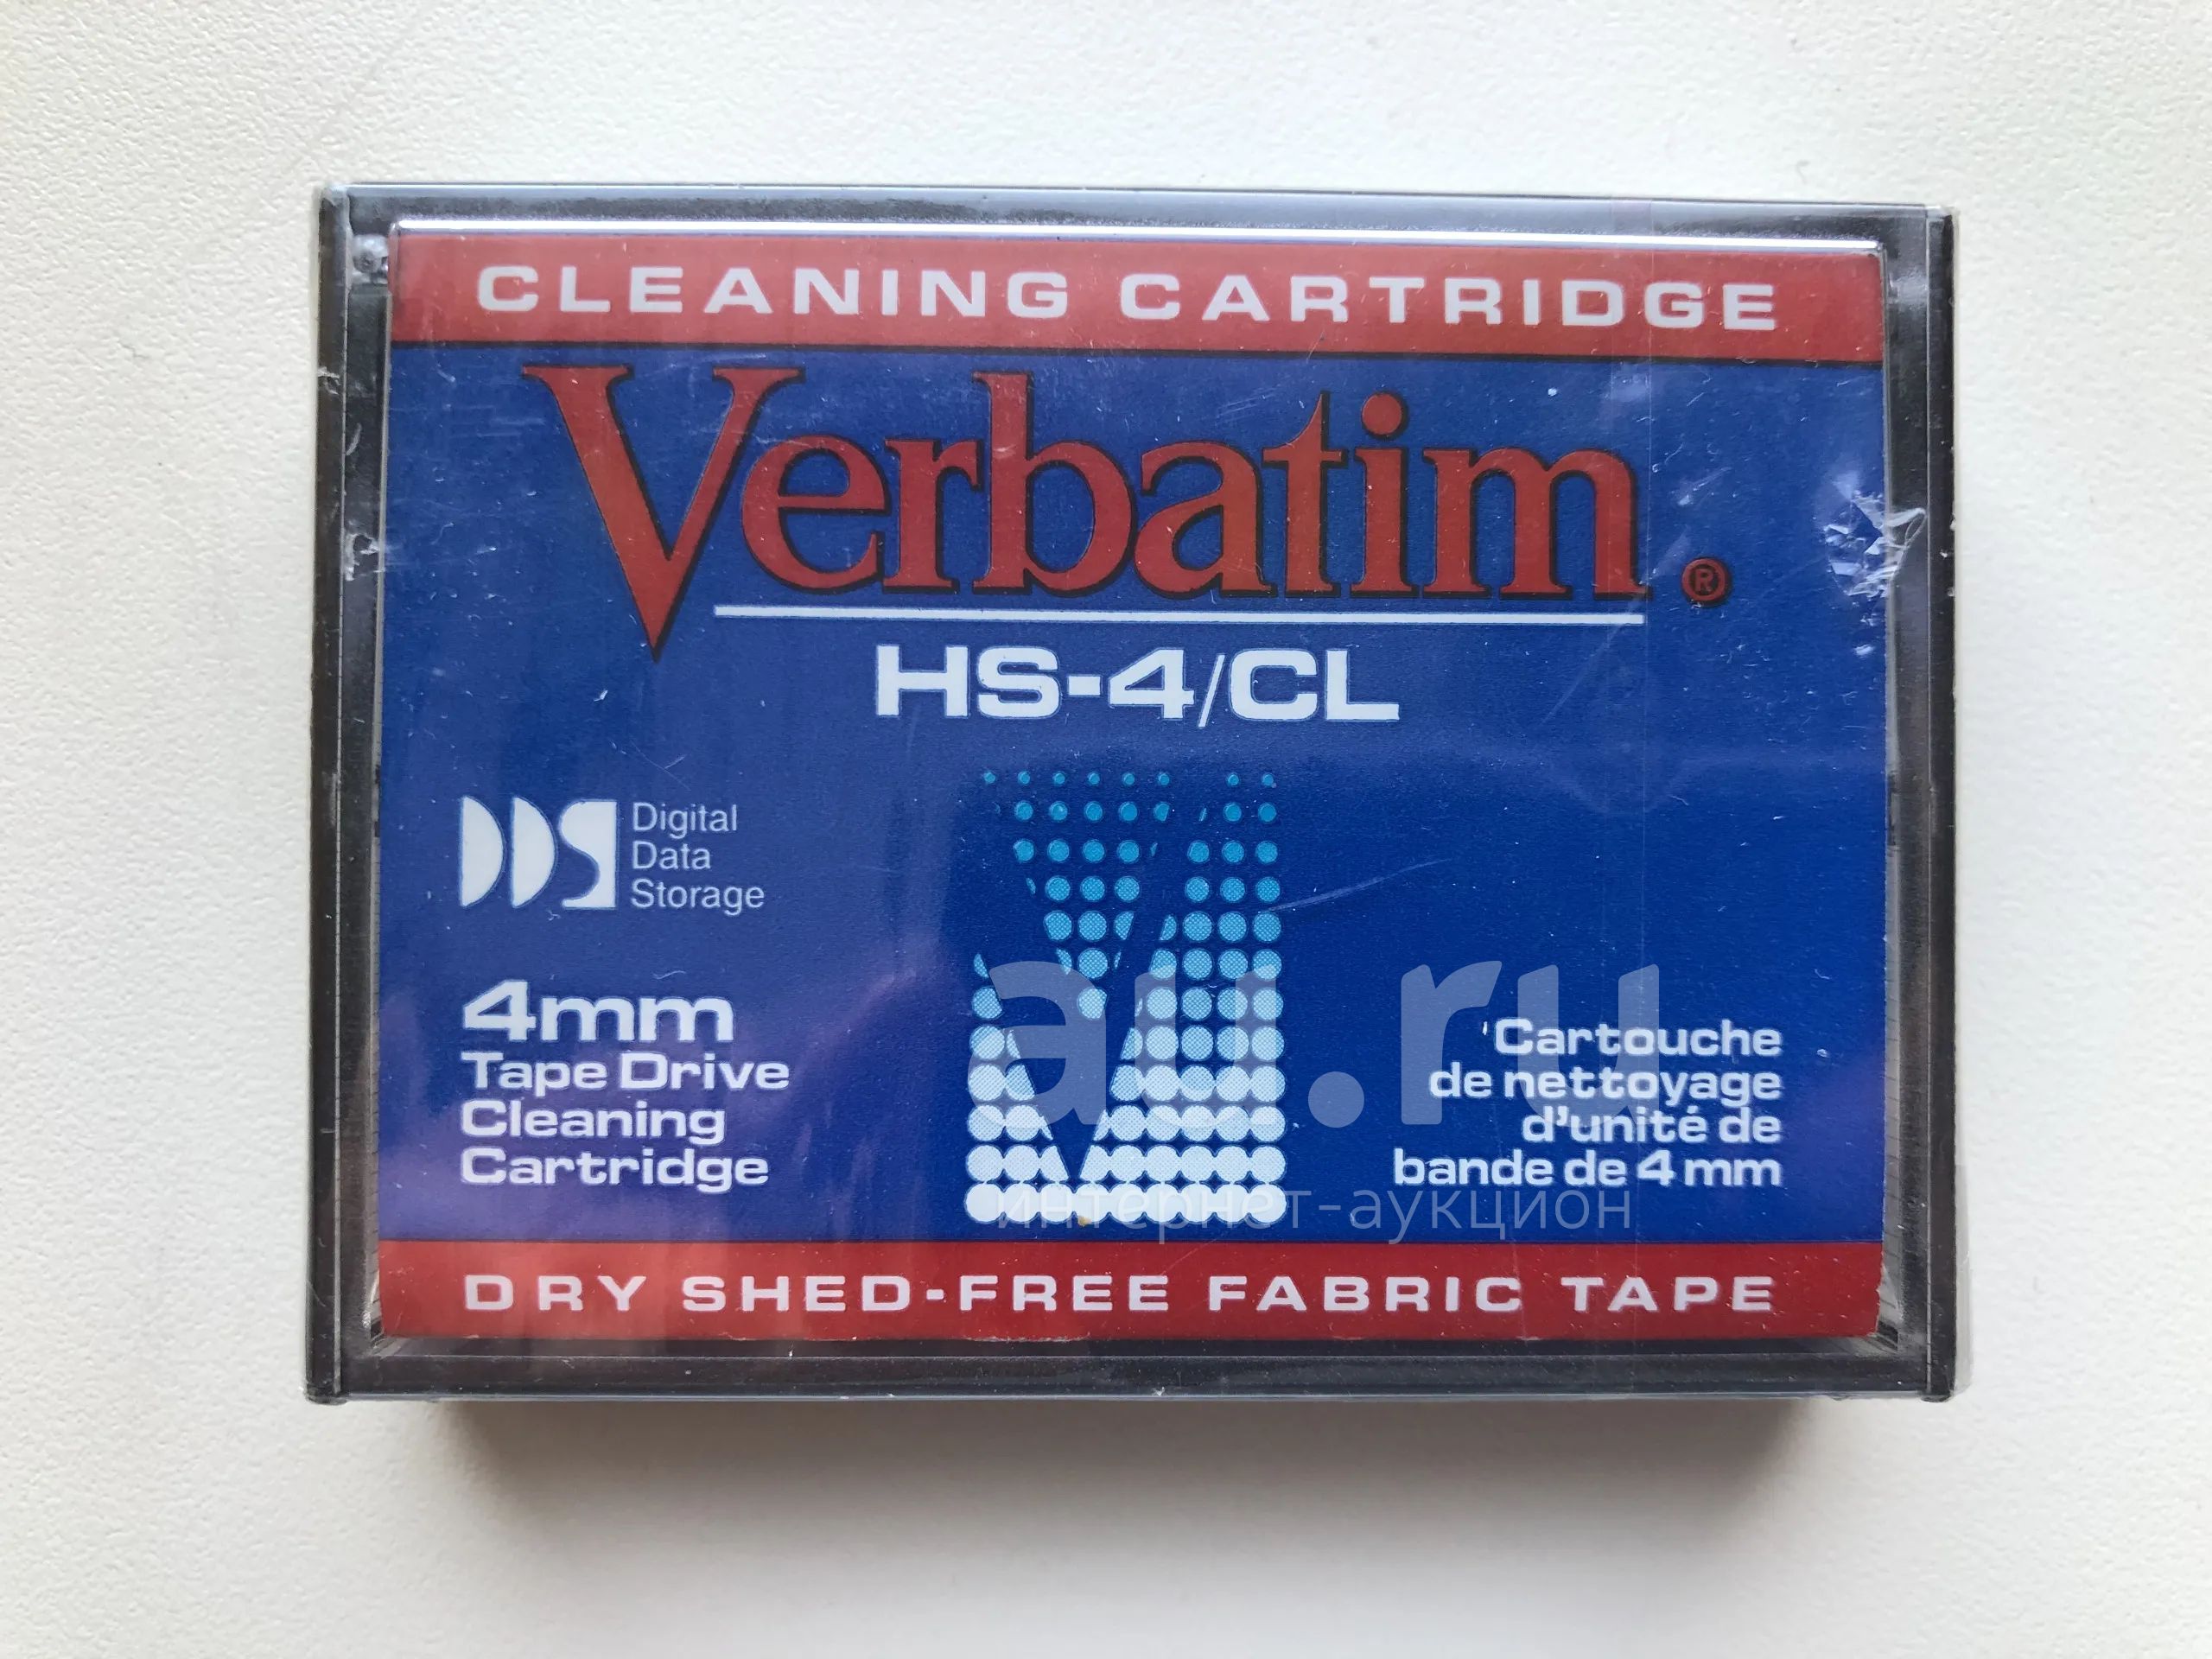 CLEANING CARTRIDGE
Verbatim®
HS-4/CL
DDS
Digital
Data
Storage
4mm
Tape Drive
Cleaning
Cartridge
Cartouche
de nettoyage
d'unité de
bande de 4 mm
au.ru
интернет-аукцион
DRY SHED-FREE FABRIC TAPE